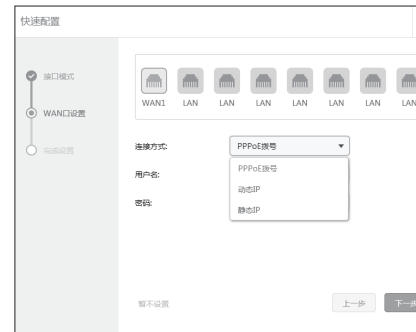 快速配置
接口模式
WAN口设置
完成设置
WAN1 LAN LAN LAN LAN LAN LAN LAN
连接方式: PPPoE拨号
PPPoE拨号
用户名:
动态IP
密码: 静态IP
暂不设置 上一步 下一步